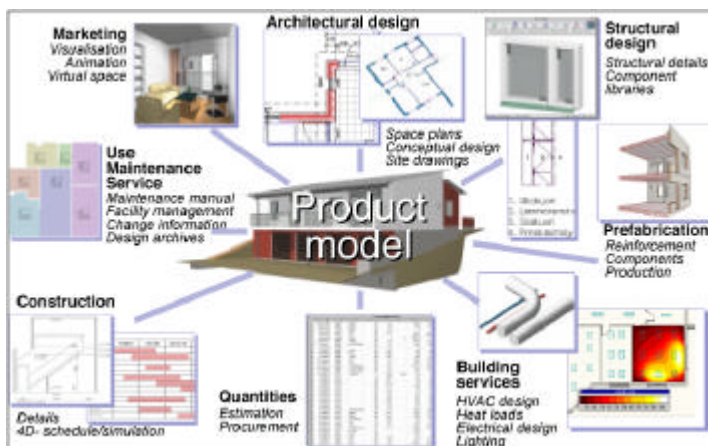 Marketing
Visualisation
Animation
Virtual space
Architectural design
Space plans
Conceptual design
Site drawings
Structural
design
Structural details
Component
libraries
Use
Maintenance
Service
Maintenance manual
Facility management
Change information
Design archives
Product
model
Prefabrication
Reinforcement
Components
Production
Construction
Details
4D- schedule/simulation
Quantities
Estimation
Procurement
Building
services
HVAC design
Heat loads
Electrical design
Lighting